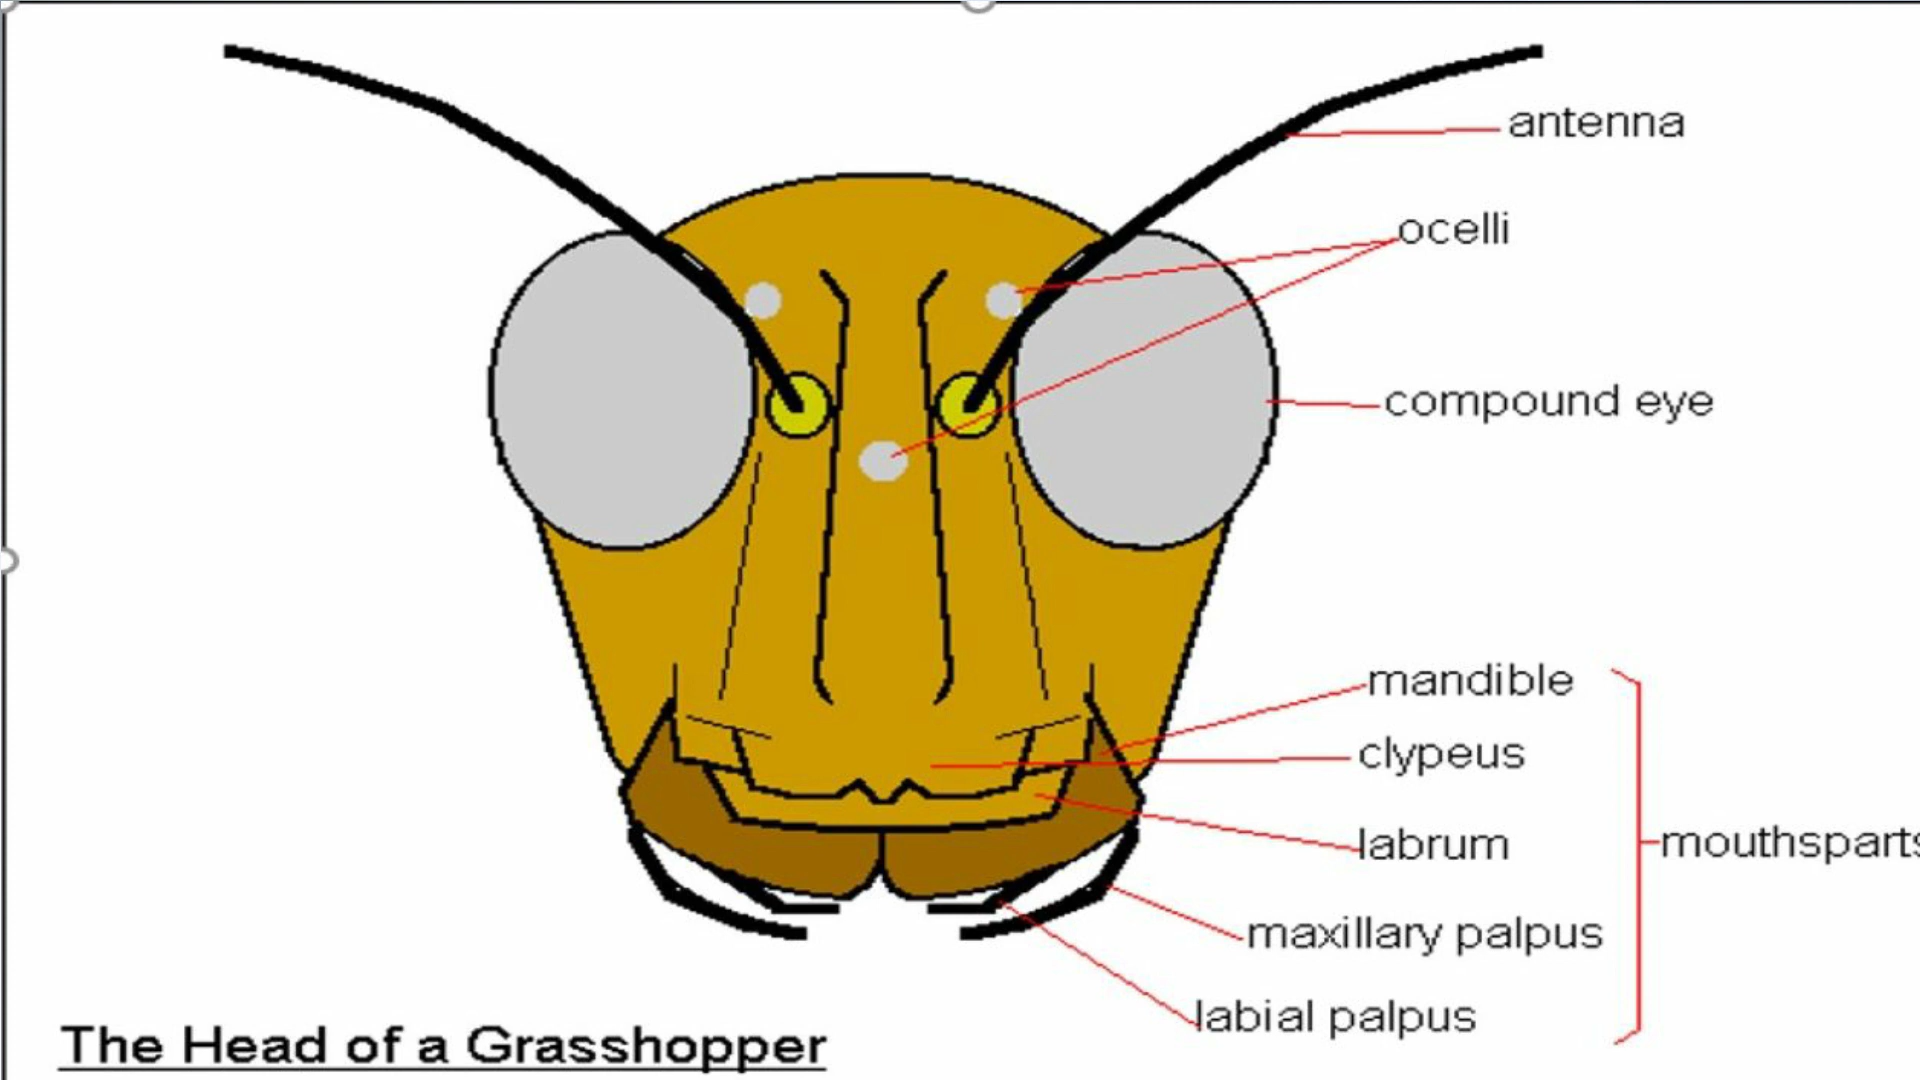 antenna
ocelli
compound eye
mandible
clypeus
labrum
mouthsparts
maxillary palpus
labial palpus
The Head of a Grasshopper